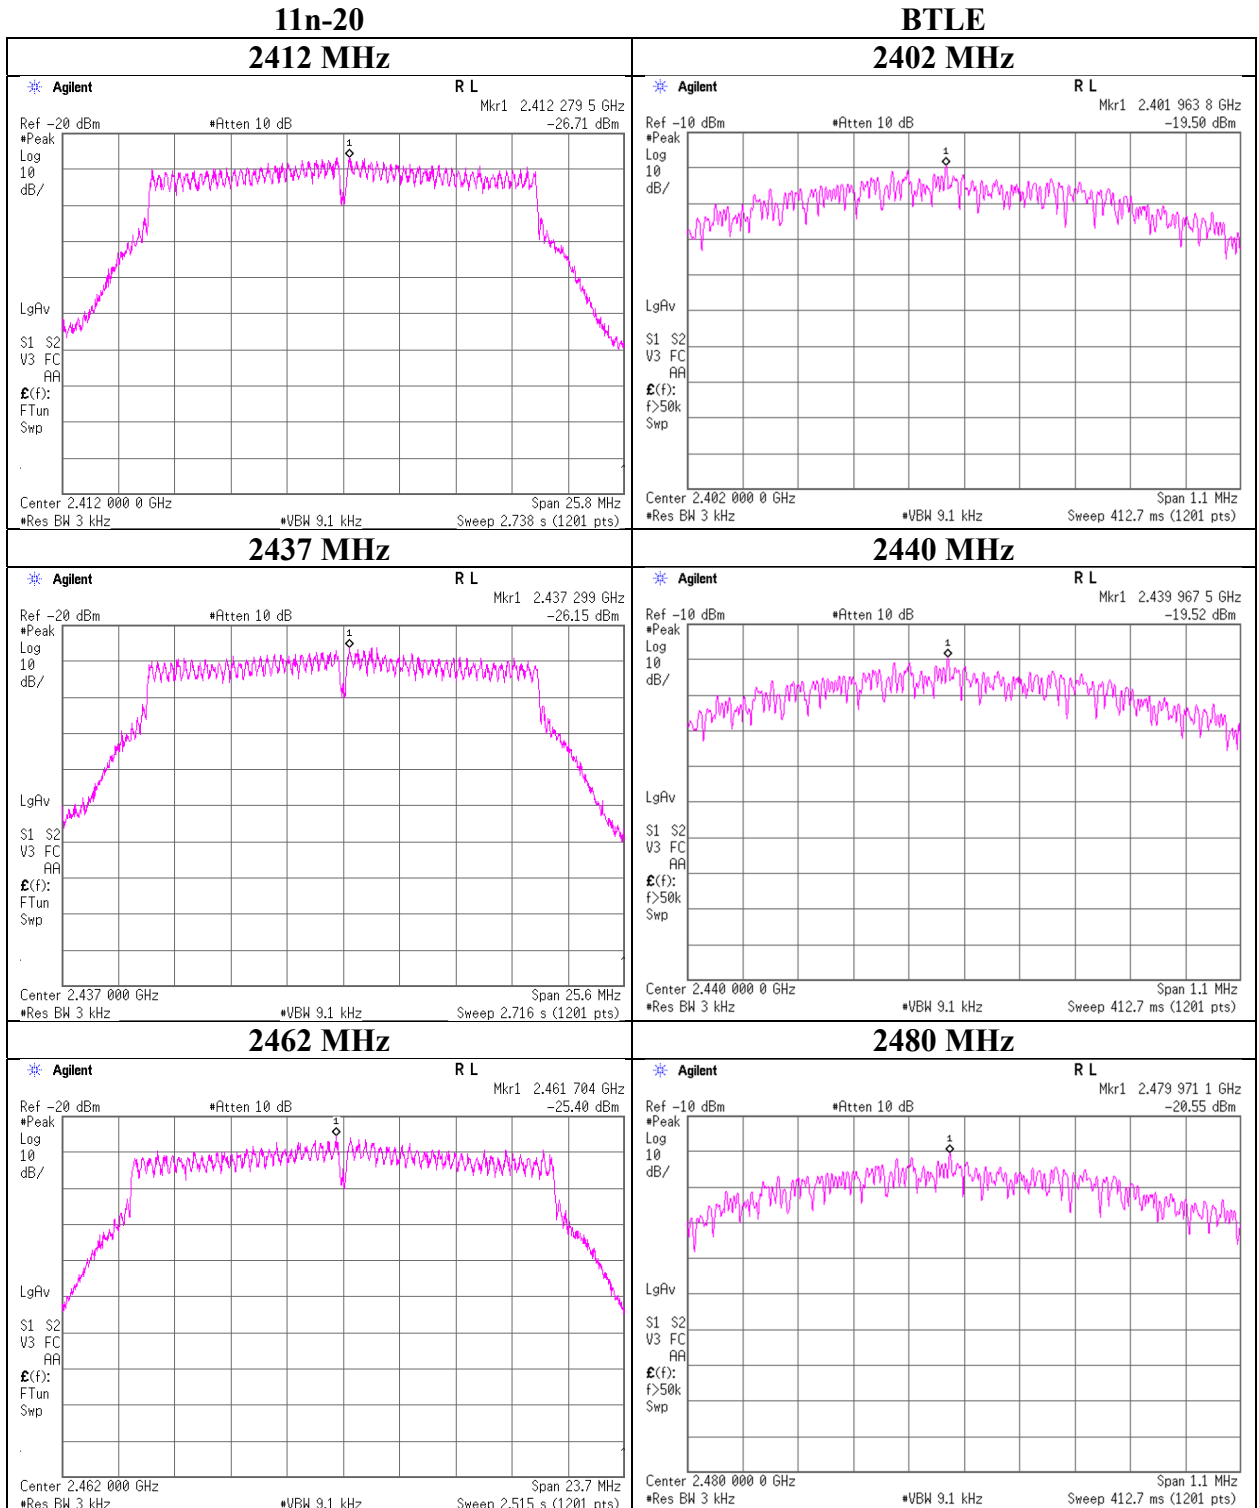 11n-20
BTLE
2412 MHz
2402 MHz
Agilent
R L
Mkr1 2.412 279 5 GHz
Ref -20 dBm
#Atten 10 dB
-26.71 dBm
#Peak
Log
10
dB/
1
LgAv
S1 S2
V3 FC
AA
£(f):
FTun
Swp
Center 2.412 000 0 GHz
Span 25.8 MHz
#Res BW 3 kHz
#VBW 9.1 kHz
Sweep 2.738 s (1201 pts)
Agilent
R L
Mkr1 2.401 963 8 GHz
Ref -10 dBm
#Atten 10 dB
-19.50 dBm
#Peak
Log
10
dB/
1
LgAv
S1 S2
V3 FC
AA
£(f):
f>50k
Swp
Center 2.402 000 0 GHz
Span 1.1 MHz
#Res BW 3 kHz
#VBW 9.1 kHz
Sweep 412.7 ms (1201 pts)
2437 MHz
2440 MHz
Agilent
R L
Mkr1 2.437 299 GHz
Ref -20 dBm
#Atten 10 dB
-26.15 dBm
#Peak
Log
10
dB/
1
LgAv
S1 S2
V3 FC
AA
£(f):
FTun
Swp
Center 2.437 000 GHz
Span 25.6 MHz
#Res BW 3 kHz
#VBW 9.1 kHz
Sweep 2.716 s (1201 pts)
Agilent
R L
Mkr1 2.439 967 5 GHz
Ref -10 dBm
#Atten 10 dB
-19.52 dBm
#Peak
Log
10
dB/
1
LgAv
S1 S2
V3 FC
AA
£(f):
f>50k
Swp
Center 2.440 000 0 GHz
Span 1.1 MHz
#Res BW 3 kHz
#VBW 9.1 kHz
Sweep 412.7 ms (1201 pts)
2462 MHz
2480 MHz
Agilent
R L
Mkr1 2.461 704 GHz
Ref -20 dBm
#Atten 10 dB
-25.40 dBm
#Peak
Log
10
dB/
1
LgAv
S1 S2
V3 FC
AA
£(f):
FTun
Swp
Center 2.462 000 GHz
Span 23.7 MHz
#Res BW 3 kHz
#VBW 9.1 kHz
Sweep 2.515 s (1201 pts)
Agilent
R L
Mkr1 2.479 971 1 GHz
Ref -10 dBm
#Atten 10 dB
-20.55 dBm
#Peak
Log
10
dB/
1
LgAv
S1 S2
V3 FC
AA
£(f):
f>50k
Swp
Center 2.480 000 0 GHz
Span 1.1 MHz
#Res BW 3 kHz
#VBW 9.1 kHz
Sweep 412.7 ms (1201 pts)